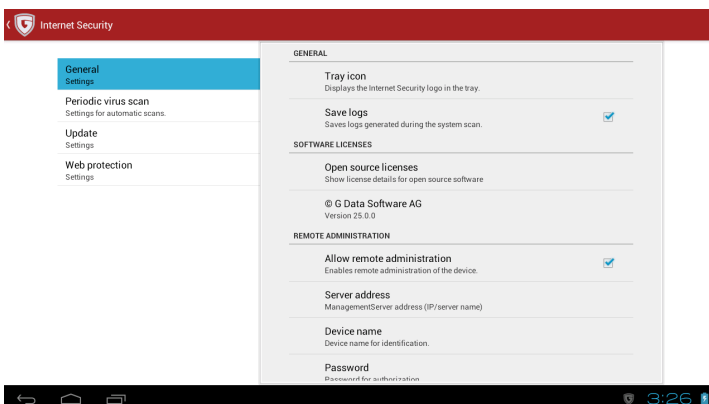 Internet Security
General
Settings
Periodic virus scan
Settings for automatic scans.
Update
Settings
Web protection
Settings
GENERAL
Tray icon
Displays the Internet Security logo in the tray.
Save logs
Saves logs generated during the system scan.
SOFTWARE LICENSES
Open source licenses
Show license details for open source software
© G Data Software AG
Version 25.0.0
REMOTE ADMINISTRATION
Allow remote administration
Enables remote administration of the device.
Server address
ManagementServer address (IP/server name)
Device name
Device name for identification.
Password
Password for authorization
3:26